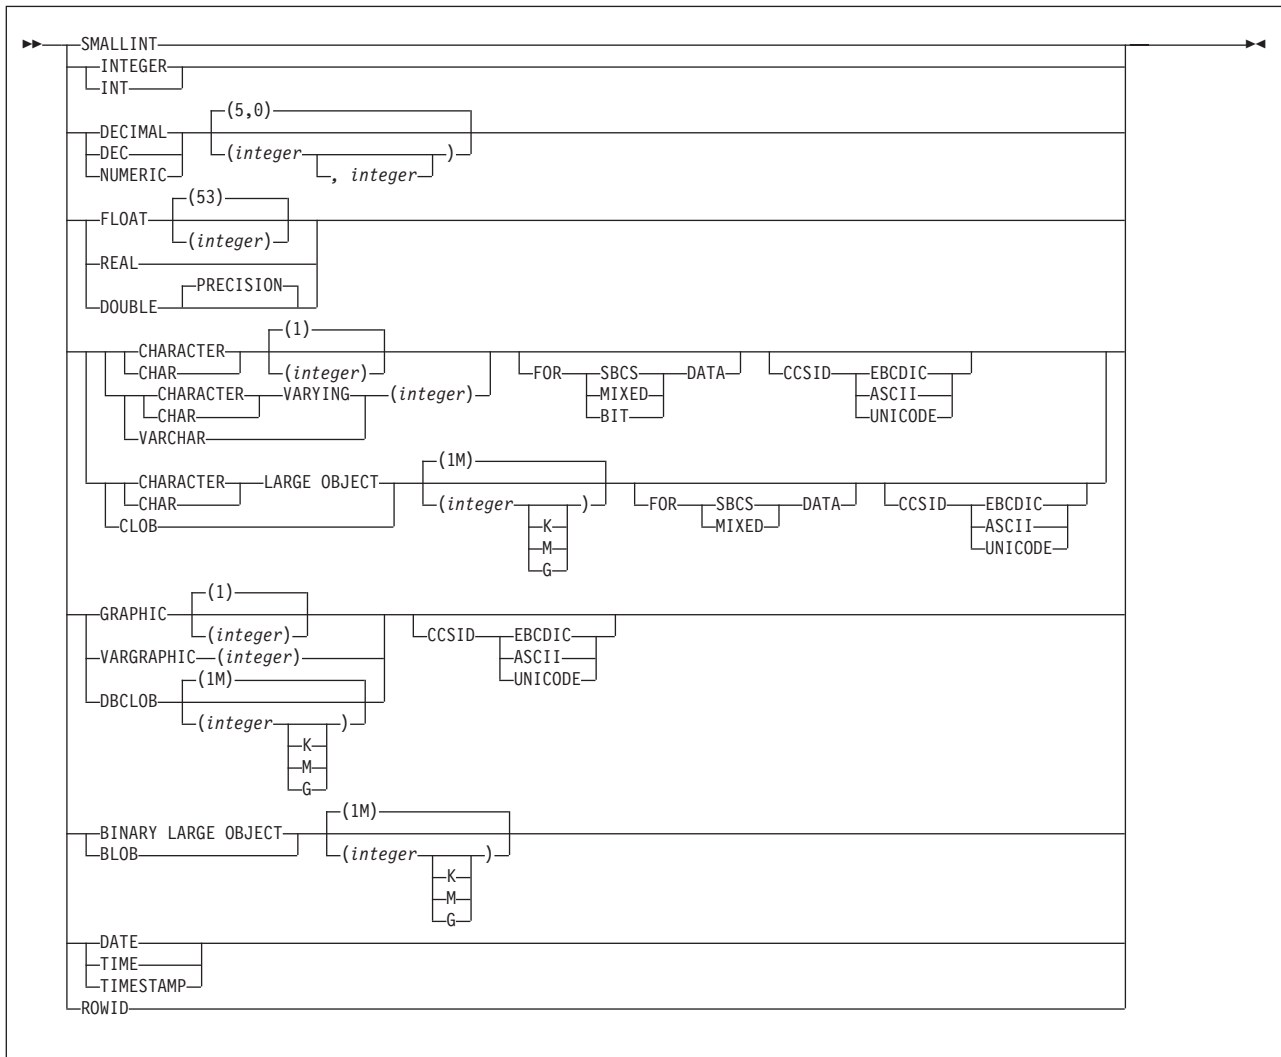 SMALLINT
INTEGER
INT
(5,0)
DECIMAL
DEC (integer )
NUMERIC , integer
(53)
FLOAT
(integer)
REAL
PRECISION
DOUBLE
(1)
CHARACTER
CHAR (integer) FOR SBCS DATA CCSID EBCDIC
CHARACTER VARYING (integer) MIXED ASCII
CHAR BIT UNICODE
VARCHAR
(1M)
CHARACTER LARGE OBJECT
CHAR (integer ) FOR SBCS DATA CCSID EBCDIC
CLOB K MIXED ASCII
M UNICODE
G
(1)
GRAPHIC
(integer) CCSID EBCDIC
VARGRAPHIC (integer) ASCII
(1M) UNICODE
DBCLOB
(integer )
K
M
G
(1M)
BINARY LARGE OBJECT
BLOB (integer )
K
M
G
DATE
TIME
TIMESTAMP
ROWID